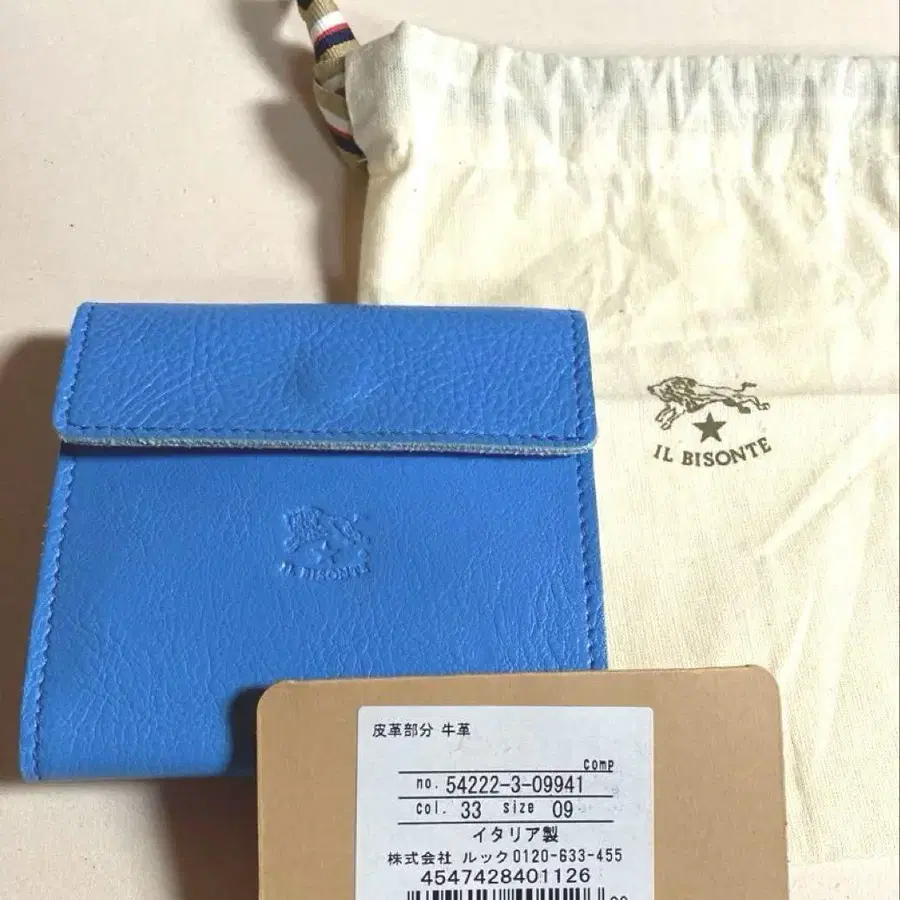 IL BISONTE
IL BISONTE
皮革部分 牛革
comp
no. 54222-3-09941
col. 33 size 09
イタリア製
株式会社 ルック 0120-633-455
4547428401126